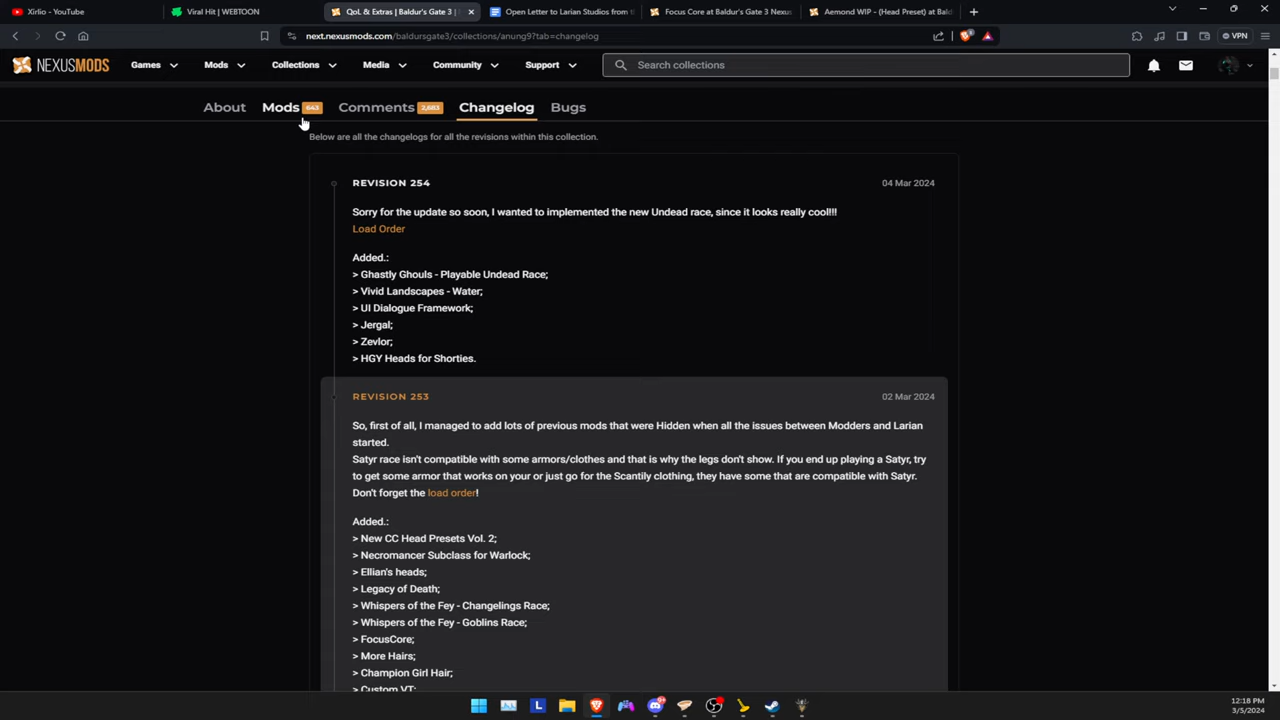 Xirlio - YouTube
Viral Hit | WEBTOON
QoL & Extras | Baldur's Gate 3 |
Open Letter to Larian Studios from t
Focus Core at Baldur's Gate 3 Nexus
Aemond WIP - (Head Preset) at Bald
next.nexusmods.com/baldursgate3/collections/anung9?tab=changelog
VPN
NEXUSMODS
Games
Mods
Collections
Media
Community
Support
Search collections
About
Mods 643
Comments 2,683
Changelog
Bugs
Below are all the changelogs for all the revisions within this collection.
REVISION 254
04 Mar 2024
Sorry for the update so soon, I wanted to implemented the new Undead race, since it looks really cool!!!
Load Order
Added.:
> Ghastly Ghouls - Playable Undead Race;
> Vivid Landscapes - Water;
> UI Dialogue Framework;
> Jergal;
> Zevlor;
> HGY Heads for Shorties.
REVISION 253
02 Mar 2024
So, first of all, I managed to add lots of previous mods that were Hidden when all the issues between Modders and Larian
started.
Satyr race isn't compatible with some armors/clothes and that is why the legs don't show. If you end up playing a Satyr, try
to get some armor that works on your or just go for the Scantily clothing, they have some that are compatible with Satyr.
Don't forget the load order!
Added.:
> New CC Head Presets Vol. 2;
> Necromancer Subclass for Warlock;
> Ellian's heads;
> Legacy of Death;
> Whispers of the Fey - Changelings Race;
> Whispers of the Fey - Goblins Race;
> FocusCore;
> More Hairs;
> Champion Girl Hair;
> Custom VT;
L
12:18 PM
3/5/2024